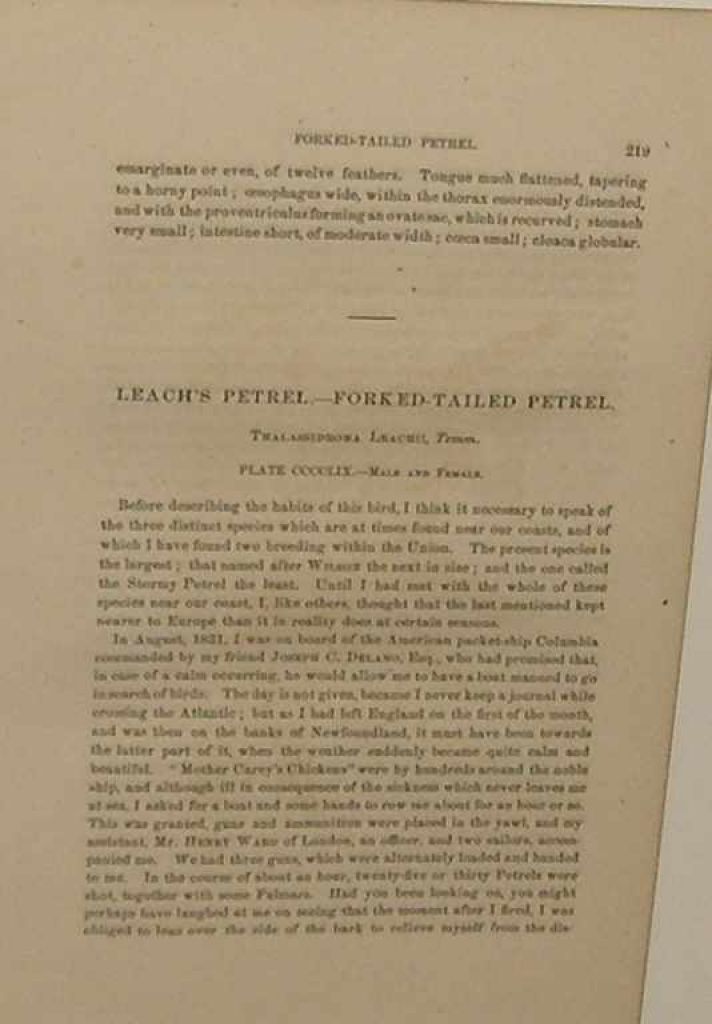 FORKED-TAILED PETREL. 219
emarginate or even, of twelve feathers. Tongue much flattened, tapering
to a horny point; œsophagus wide, within the thorax enormously distended,
and with the proventriculus forming an ovate sac, which is recurved; stomach
very small; intestine short, of moderate width; cœca small; cloaca globular.
LEACH'S PETREL.—FORKED-TAILED PETREL.
THALASSIDROMA LEACHII, Temm.
PLATE CCCCLIX.—MALE AND FEMALE.
Before describing the habits of this bird, I think it necessary to speak of
the three distinct species which are at times found near our coasts, and of
which I have found two breeding within the Union. The present species is
the largest; that named after WILSON the next in size; and the one called
the Stormy Petrel the least. Until I had met with the whole of these
species near our coast, I, like others, thought that the last mentioned kept
nearer to Europe than it in reality does at certain seasons.
In August, 1831, I was on board of the American packet-ship Columbia
commanded by my friend JOSEPH C. DELANO, Esq., who had promised that,
in case of a calm occurring, he would allow me to have a boat manned to go
in search of birds. The day is not given, because I never keep a journal while
crossing the Atlantic; but as I had left England on the first of the month,
and was then on the banks of Newfoundland, it must have been towards
the latter part of it, when the weather suddenly became quite calm and
beautiful. "Mother Carey's Chickens" were by hundreds around the noble
ship, and although ill in consequence of the sickness which never leaves me
at sea, I asked for a boat and some hands to row me about for an hour or so.
This was granted, guns and ammunition were placed in the yawl, and my
assistant, Mr. HENRY WARD of London, an officer, and two sailors, accom-
panied me. We had three guns, which were alternately loaded and handed
to me. In the course of about an hour, twenty-five or thirty Petrels were
shot, together with some Fulmars. Had you been looking on, you might
perhaps have laughed at me on seeing that the moment after I fired, I was
obliged to lean over the side of the bark to relieve myself from the dis-